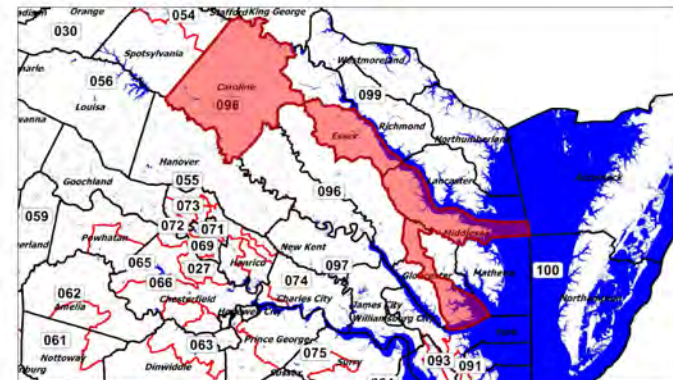 Orange
054
Stafford
King George
030
Spotsylvania
Westmoreland
056
Caroline
099
098
Louisa
Richmond
Essex
Northumberland
Hanover
Goochland
055
096
Lancaster
073
059
072
071
Powhatan
069
New Kent
Middlesex
065
027
Henrico
097
Gloucester
Mathews
100
066
074
Northampton
062
Chesterfield
Charles City
James City
Amelia
Hopewell City
Williamsburg City
061
063
Prince George
Nottoway
075
093
Dinwiddie
Surry
091
Sussex